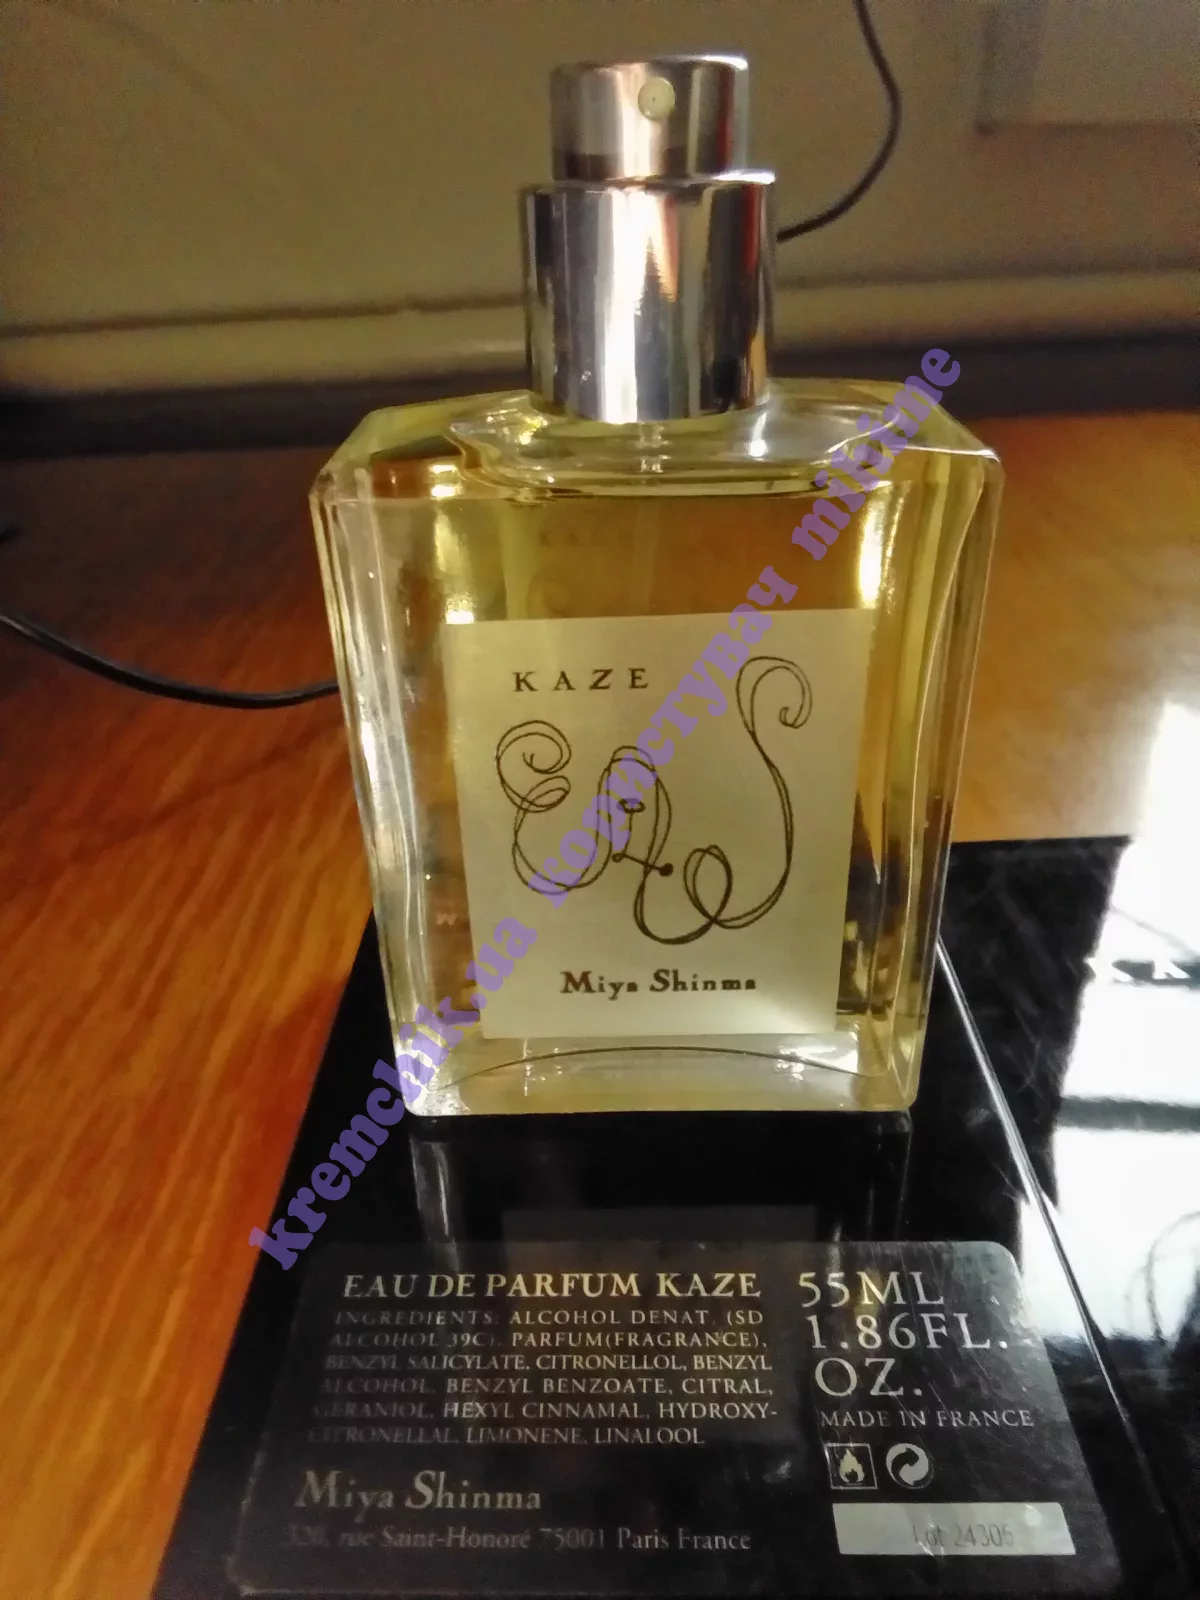 KAZE
Miya Shinma
kremchik.ua користувач mihime
EAU DE PARFUM KAZE
INGREDIENTS: ALCOHOL DENAT. (SD
ALCOHOL 39C), PARFUM(FRAGRANCE),
BENZYL SALICYLATE, CITRONELLOL, BENZYL
ALCOHOL, BENZYL BENZOATE, CITRAL,
GERANIOL, HEXYL CINNAMAL, HYDROXY-
CITRONELLAL, LIMONENE, LINALOOL
Miya Shinma
rue Saint-Honoré 75001 Paris France
55ML
1.86FL.
OZ.
MADE IN FRANCE
Lot 24305